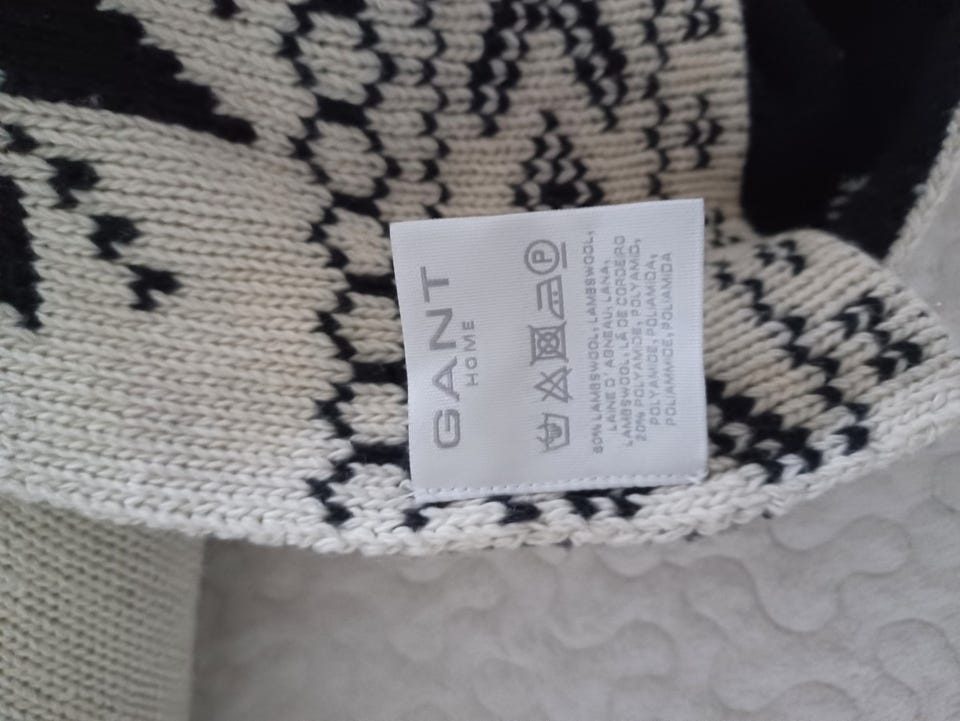 GANT
HOME
P
80% LAMBSWOOL, LAMBSWOOL,
LAINE D'AGNEAU, LANA,
LAMBSWOOL, LÃ DE CORDEIRO
20% POLYAMIDE, POLYAMID,
POLYAMIDE, POLIAMIDA,
POLIAMMIDE, POLIAMIDA